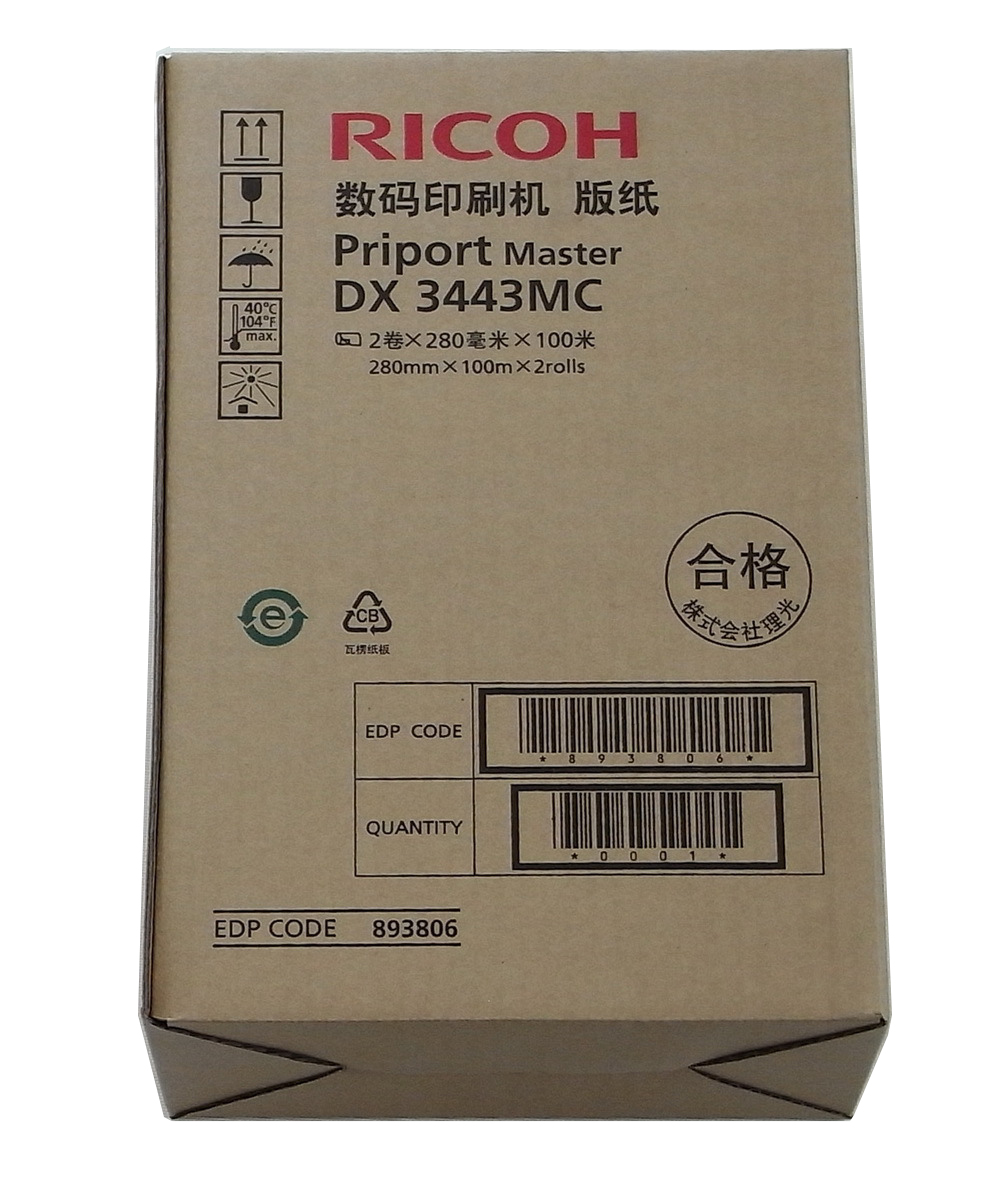 RICOH
数码印刷机 版纸
Priport Master
DX 3443MC
2卷×280毫米×100米
280mm×100m×2rolls
40°C
104°F
max.
合格
株式会社理光
e
CB
瓦楞纸板
EDP CODE
*893806*
QUANTITY
*0001*
EDP CODE 893806